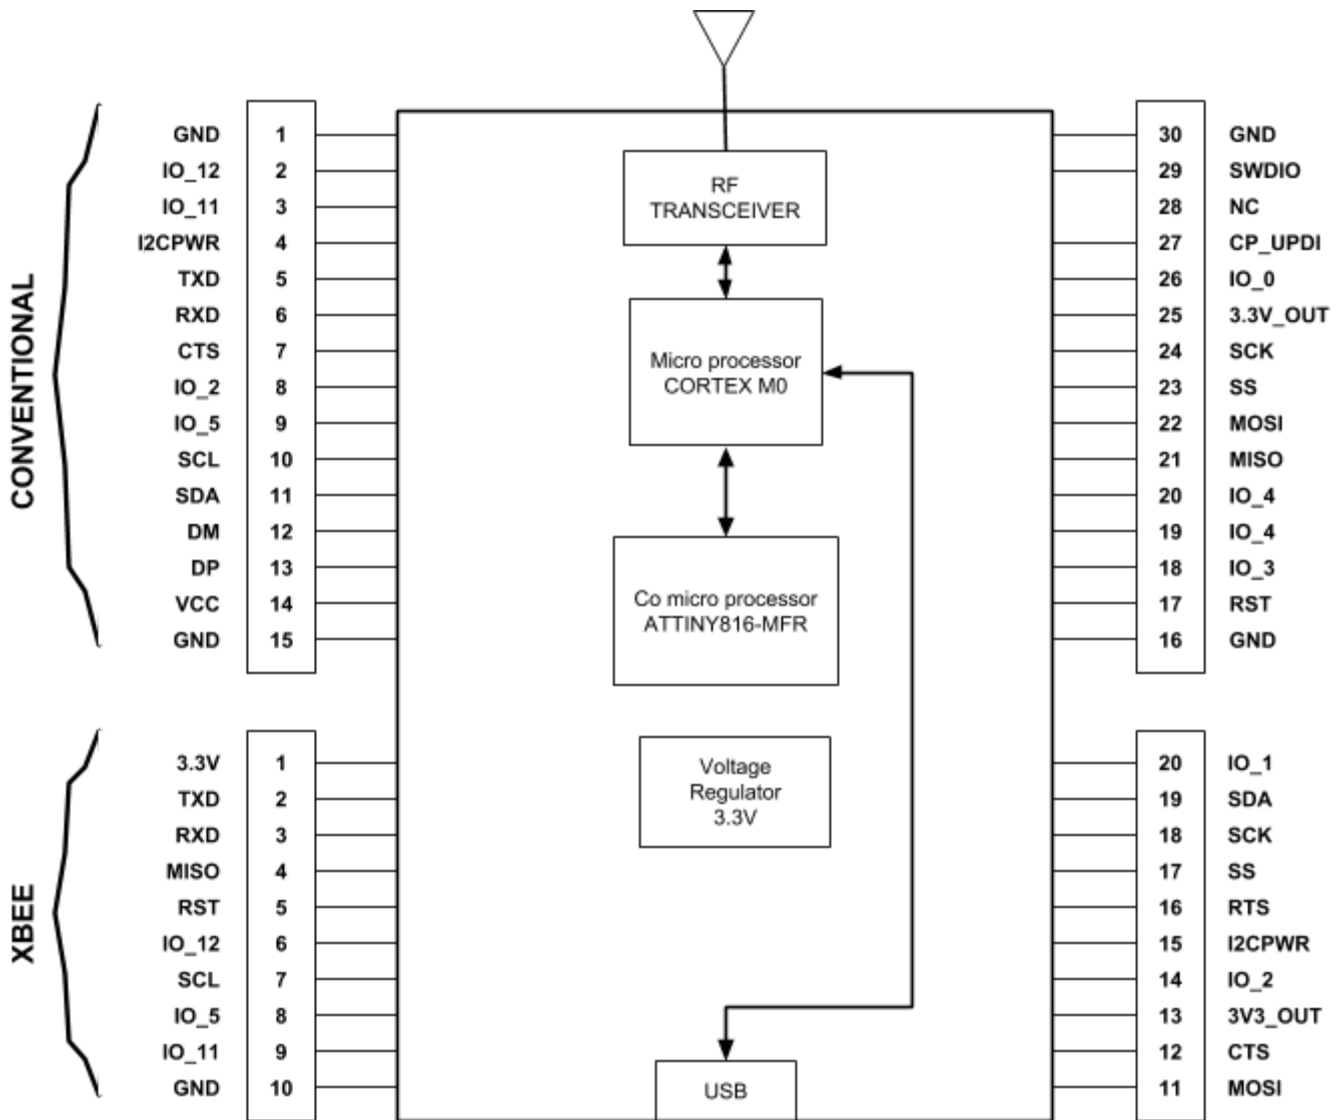 CONVENTIONAL
GND 1
IO_12 2
IO_11 3
I2CPWR 4
TXD 5
RXD 6
CTS 7
IO_2 8
IO_5 9
SCL 10
SDA 11
DM 12
DP 13
VCC 14
GND 15
XBEE
3.3V 1
TXD 2
RXD 3
MISO 4
RST 5
IO_12 6
SCL 7
IO_5 8
IO_11 9
GND 10
RF
TRANSCEIVER
Micro processor
CORTEX M0
Co micro processor
ATTINY816-MFR
Voltage
Regulator
3.3V
USB
30 GND
29 SWDIO
28 NC
27 CP_UPDI
26 IO_0
25 3.3V_OUT
24 SCK
23 SS
22 MOSI
21 MISO
20 IO_4
19 IO_4
18 IO_3
17 RST
16 GND
20 IO_1
19 SDA
18 SCK
17 SS
16 RTS
15 I2CPWR
14 IO_2
13 3V3_OUT
12 CTS
11 MOSI